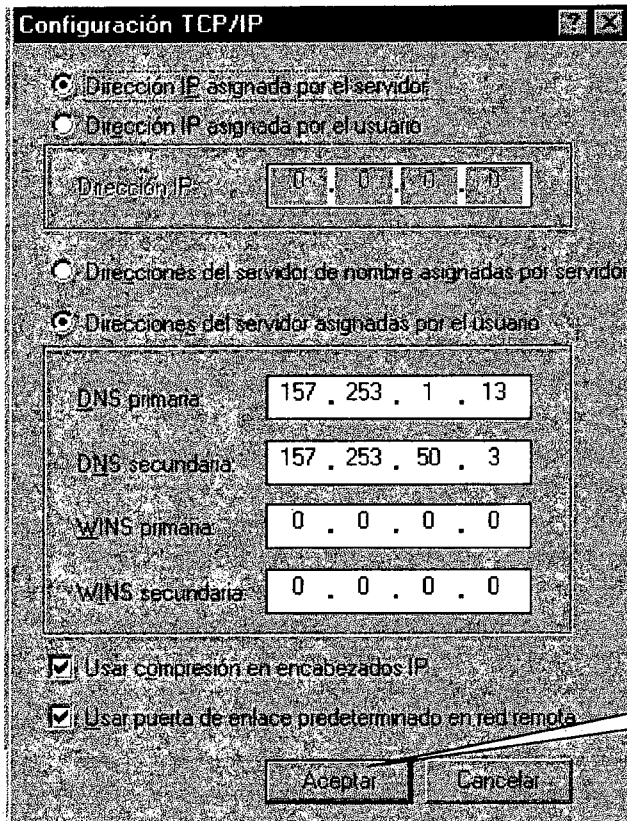 Configuración TCP/IP
Dirección IP asignada por el servidor
Dirección IP asignada por el usuario
Dirección IP: 0 . 0 . 0 . 0
Direcciones del servidor de nombre asignadas por servidor
Direcciones del servidor asignadas por el usuario
DNS primaria: 157 . 253 . 1 . 13
DNS secundaria: 157 . 253 . 50 . 3
WINS primaria: 0 . 0 . 0 . 0
WINS secundaria: 0 . 0 . 0 . 0
Usar compresión en encabezados IP
Usar puerta de enlace predeterminado en red remota
Aceptar Cancelar